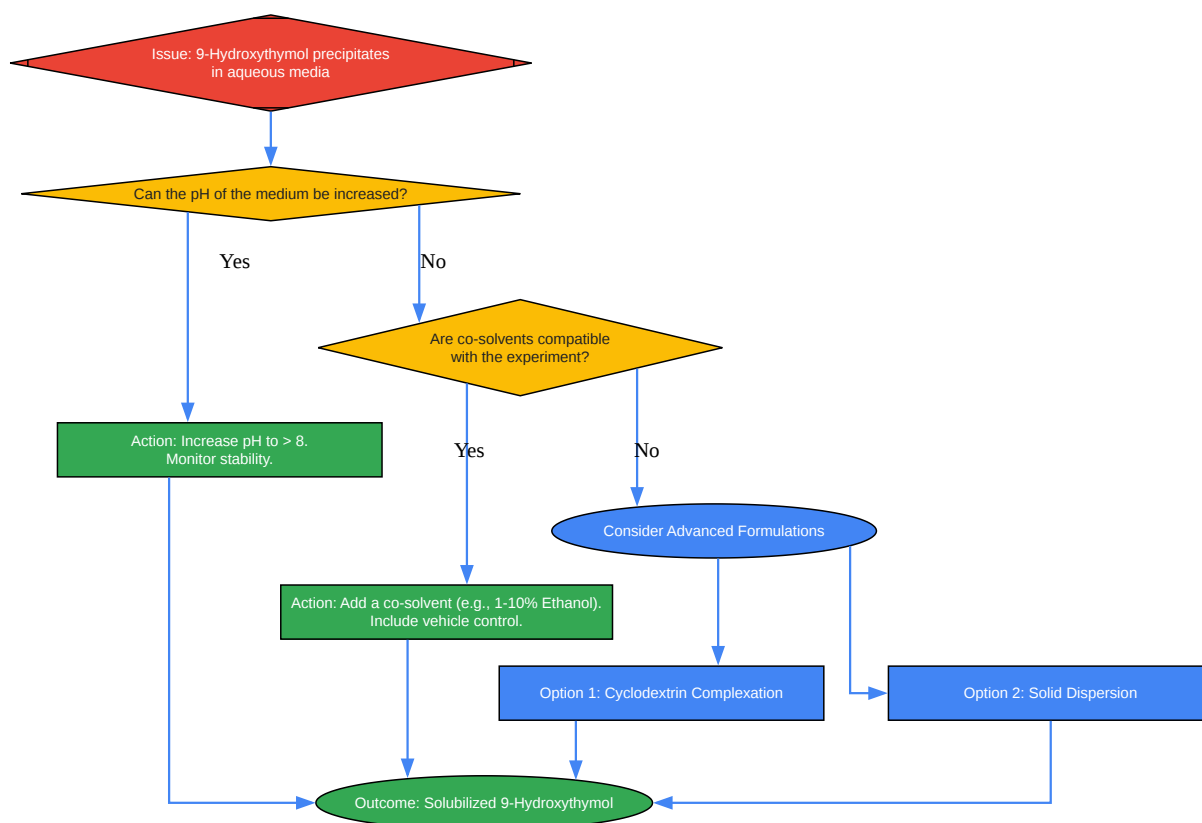 Issue: 9-Hydroxythymol precipitates
in aqueous media
Can the pH of the medium be increased?
Yes
No
Are co-solvents compatible
with the experiment?
Action: Increase pH to > 8.
Monitor stability.
Yes
No
Consider Advanced Formulations
Action: Add a co-solvent (e.g., 1-10% Ethanol).
Include vehicle control.
Option 1: Cyclodextrin Complexation
Option 2: Solid Dispersion
Outcome: Solubilized 9-Hydroxythymol